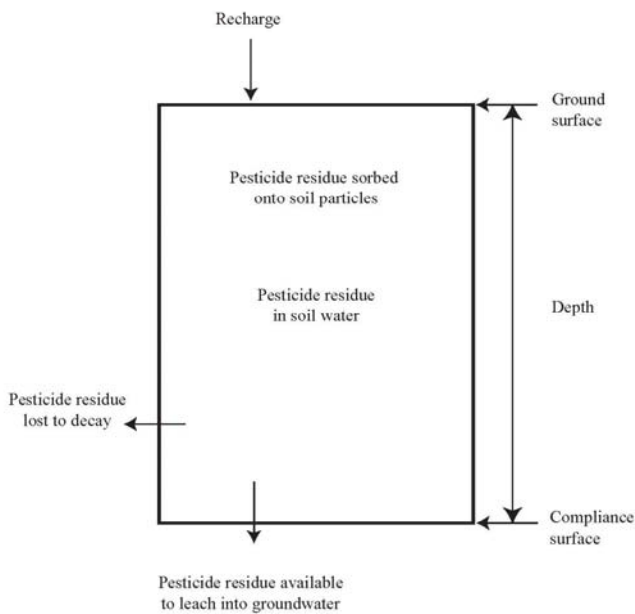 Recharge
Ground
surface
Pesticide residue sorbed
onto soil particles
Pesticide residue
in soil water
Depth
Pesticide residue
lost to decay
Compliance
surface
Pesticide residue available
to leach into groundwater